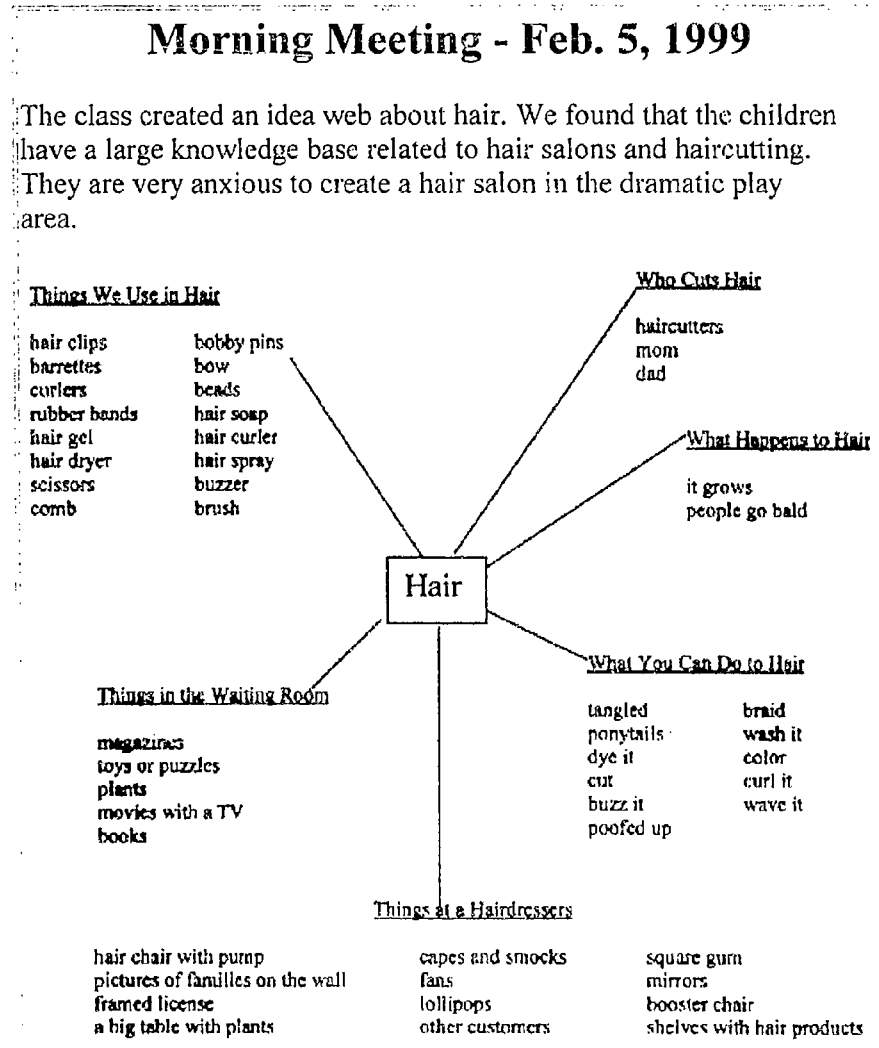 Morning Meeting - Feb. 5, 1999
The class created an idea web about hair. We found that the children
have a large knowledge base related to hair salons and haircutting.
They are very anxious to create a hair salon in the dramatic play
area.
Things We Use in Hair
hair clips bobby pins
barrettes bow
curlers beads
rubber bands hair soap
hair gel hair curler
hair dryer hair spray
scissors buzzer
comb brush
Who Cuts Hair
haircutters
mom
dad
What Happens to Hair
it grows
people go bald
Hair
Things in the Waiting Room
magazines
toys or puzzles
plants
movies with a TV
books
What You Can Do to Hair
tangled braid
ponytails wash it
dye it color
cut curl it
buzz it wave it
poofed up
Things at a Hairdressers
hair chair with pump capes and smocks square gum
pictures of families on the wall fans mirrors
framed license lollipops booster chair
a big table with plants other customers shelves with hair products